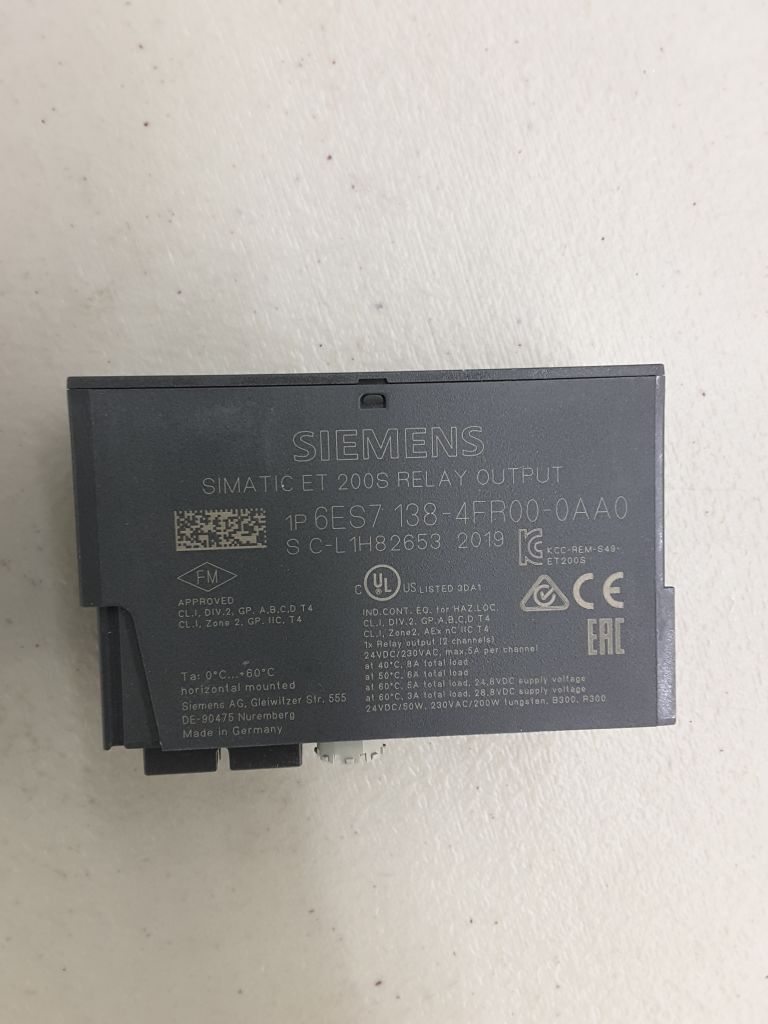 SIEMENS
SIMATIC ET 200S RELAY OUTPUT
1P 6ES7 138-4FR00-0AA0
S C-L1H82653 2019
KCC-REM-S49-
ET200S
FM
APPROVED
CL.I, DIV.2, GP. A,B,C,D T4
CL.I, Zone 2, GP. IIC, T4
C UL US LISTED 3DA1
IND.CONT. EQ. for HAZ.LOC.
CL.I, DIV.2, GP.A,B,C,D T4
CL.I, Zone2, AEx nC IIC T4
1x Relay output (2 channels)
24VDC/230VAC, max.5A per channel
at 40°C, 8A total load
at 50°C, 6A total load
at 60°C, 5A total load, 24,8VDC supply voltage
at 60°C, 3A total load, 28,8VDC supply voltage
24VDC/50W, 230VAC/200W tungsten, B300, R300
CE
EAC
Ta: 0°C...+60°C
horizontal mounted
Siemens AG, Gleiwitzer Str. 555
DE-90475 Nuremberg
Made in Germany